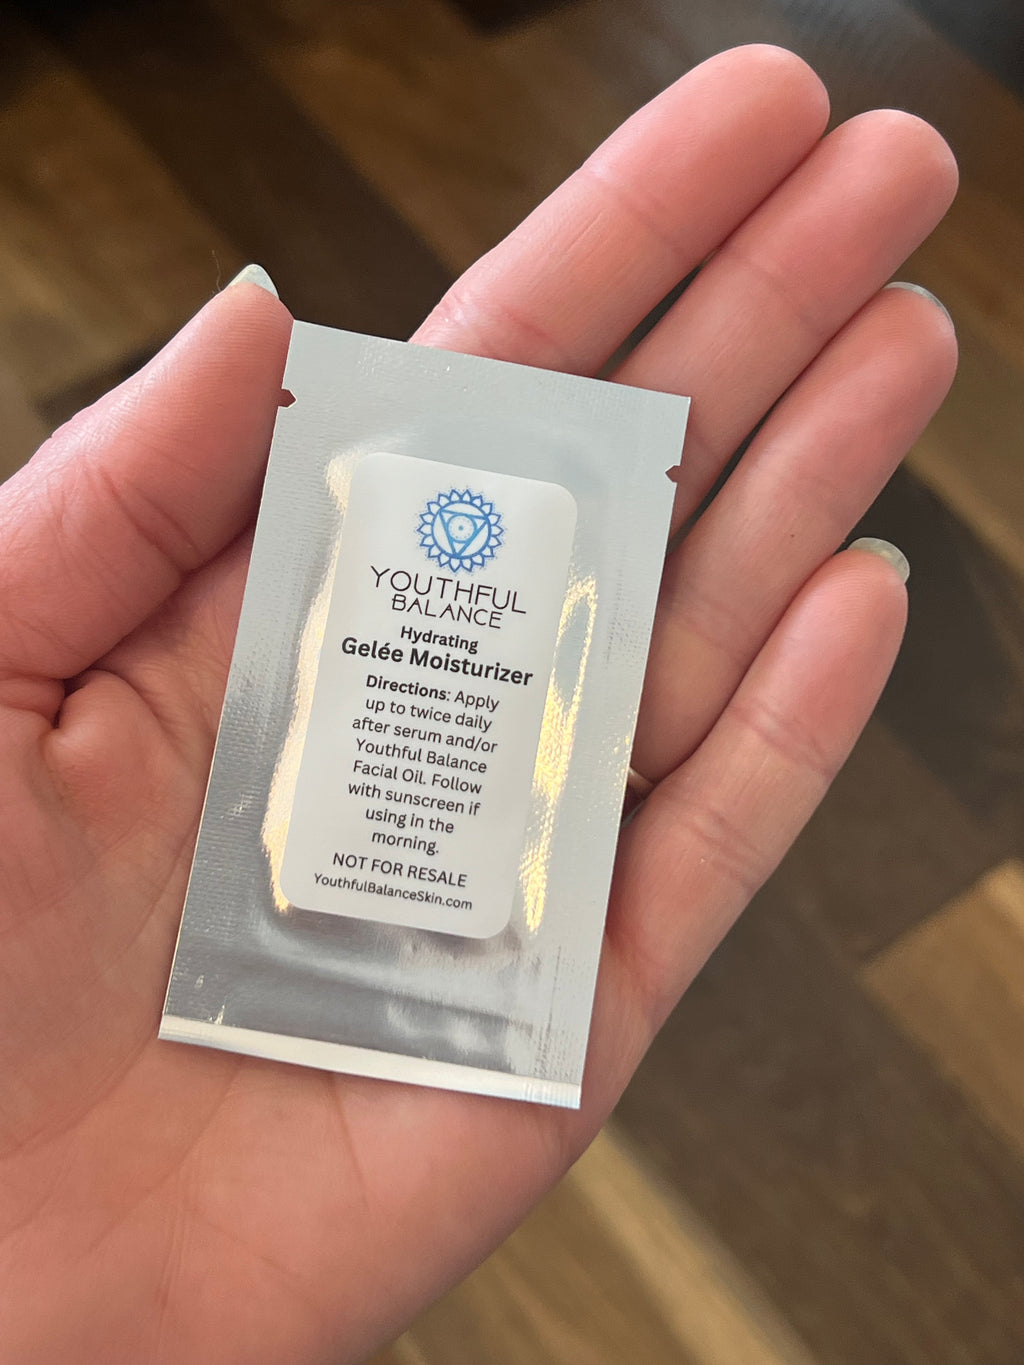 YOUTHFUL
BALANCE
Hydrating
Gelée Moisturizer
Directions: Apply
up to twice daily
after serum and/or
Youthful Balance
Facial Oil. Follow
with sunscreen if
using in the
morning.
NOT FOR RESALE
YouthfulBalanceSkin.com